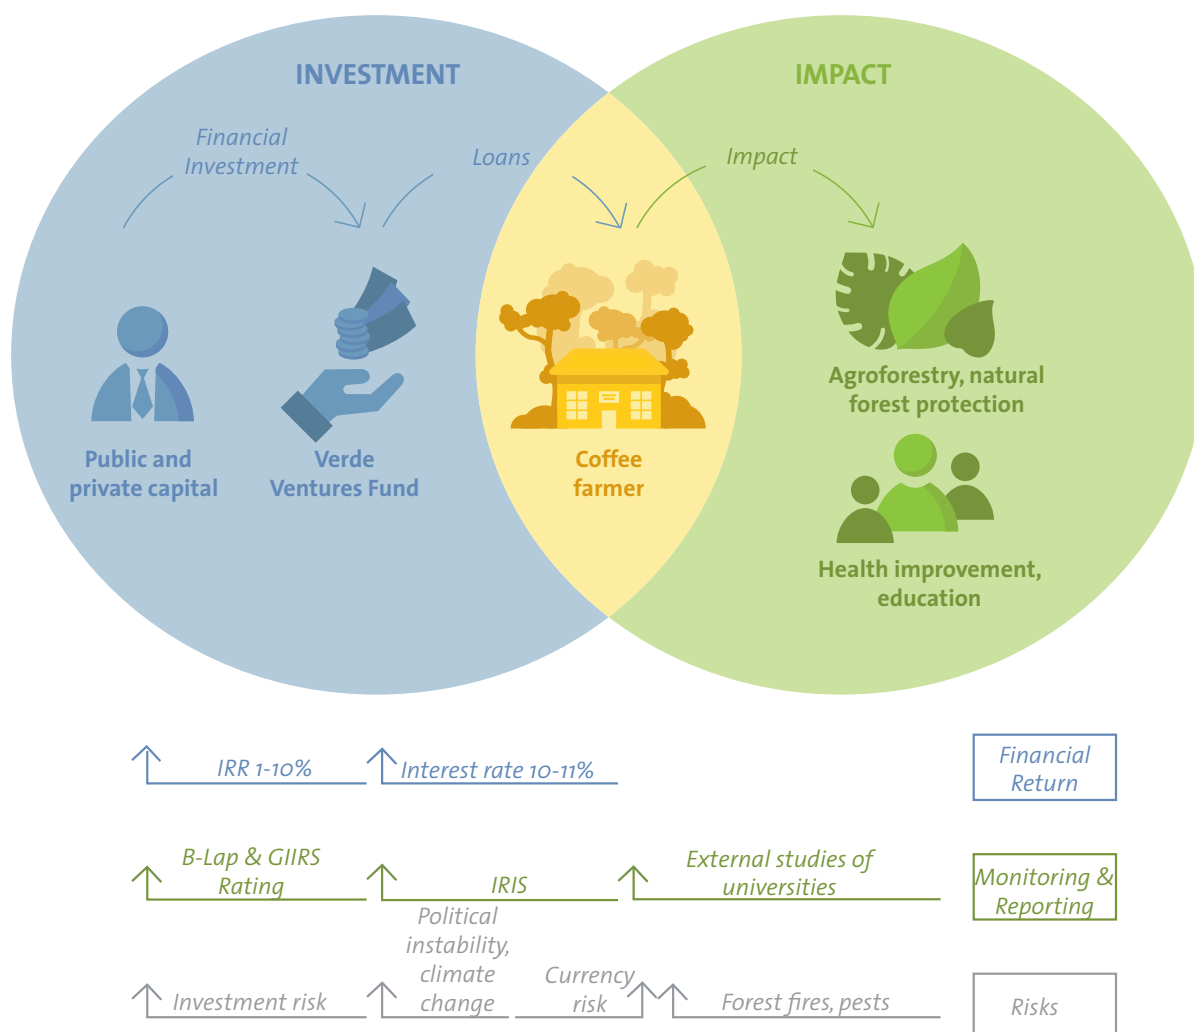 INVESTMENT
IMPACT
Financial
Investment
Loans
Impact
Public and
private capital
Verde
Ventures Fund
Coffee
farmer
Agroforestry, natural
forest protection
Health improvement,
education
IRR 1-10%
Interest rate 10-11%
Financial
Return
B-Lap & GIIRS
Rating
IRIS
External studies of
universities
Monitoring &
Reporting
Investment risk
Political
instability,
climate
change
Currency
risk
Forest fires, pests
Risks